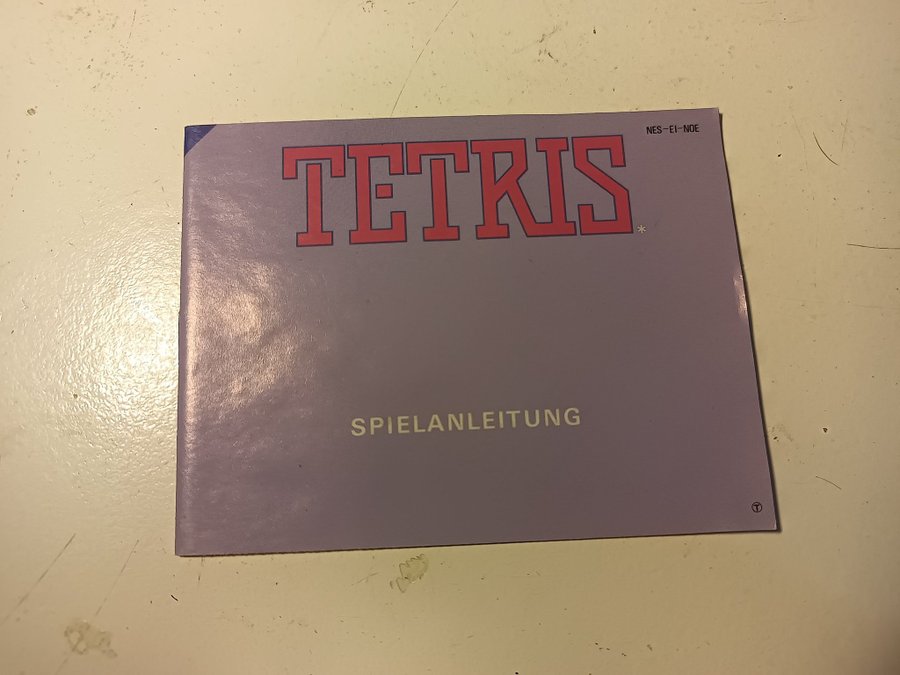 NES-EI-NOE
TETRIS*
SPIELANLEITUNG
T